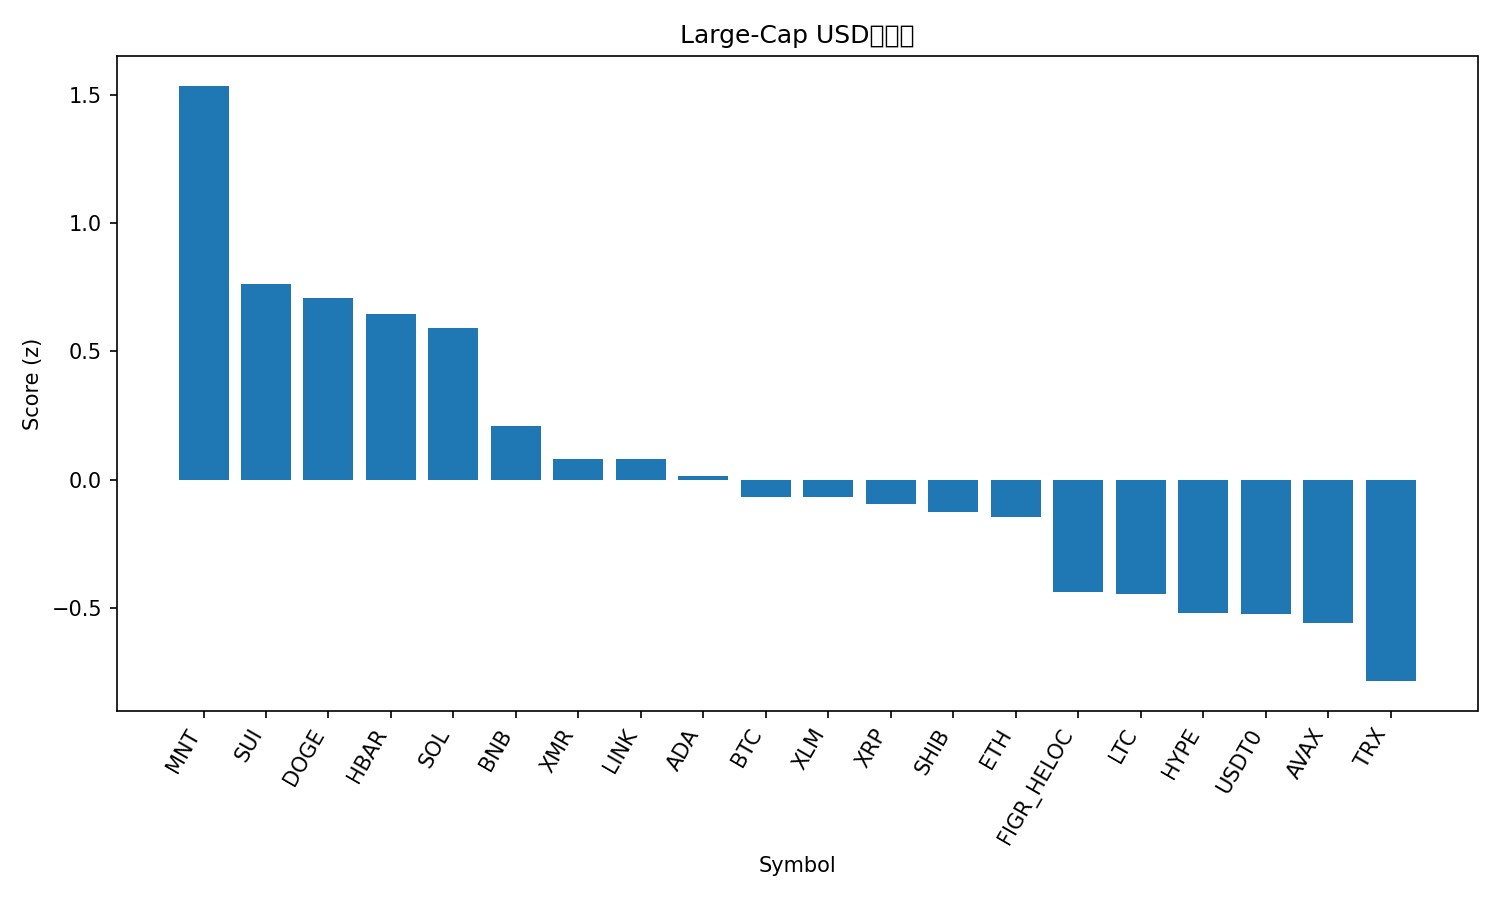 Large-Cap USD
Score (z)
1.5
1.0
0.5
0.0
−0.5
MNT
SUI
DOGE
HBAR
SOL
BNB
XMR
LINK
ADA
BTC
XLM
XRP
SHIB
ETH
FIGR_HELOC
LTC
HYPE
USDT0
AVAX
TRX
Symbol